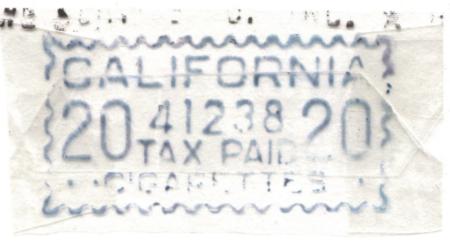 CALIFORNIA
20 41238 20
TAX PAID
CIGARETTES